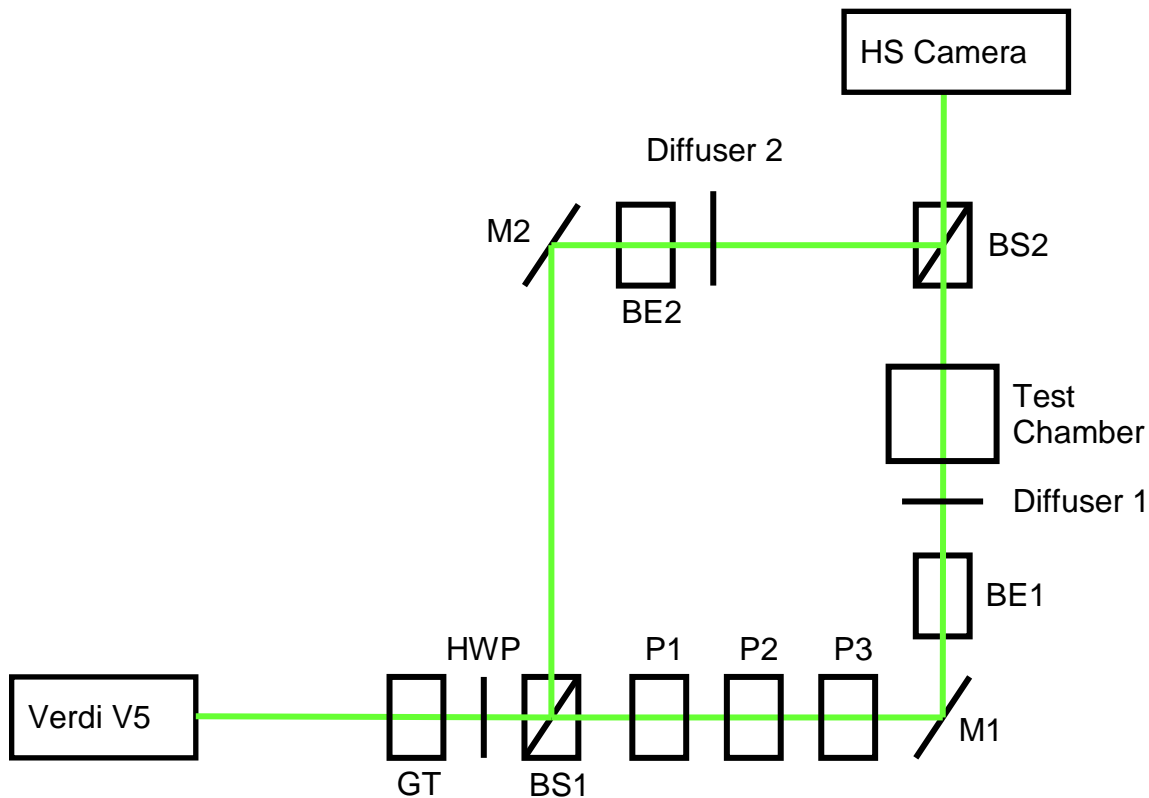 HS Camera
Diffuser 2
M2
BS2
BE2
Test
Chamber
Diffuser 1
BE1
HWP
P1
P2
P3
Verdi V5
M1
GT
BS1